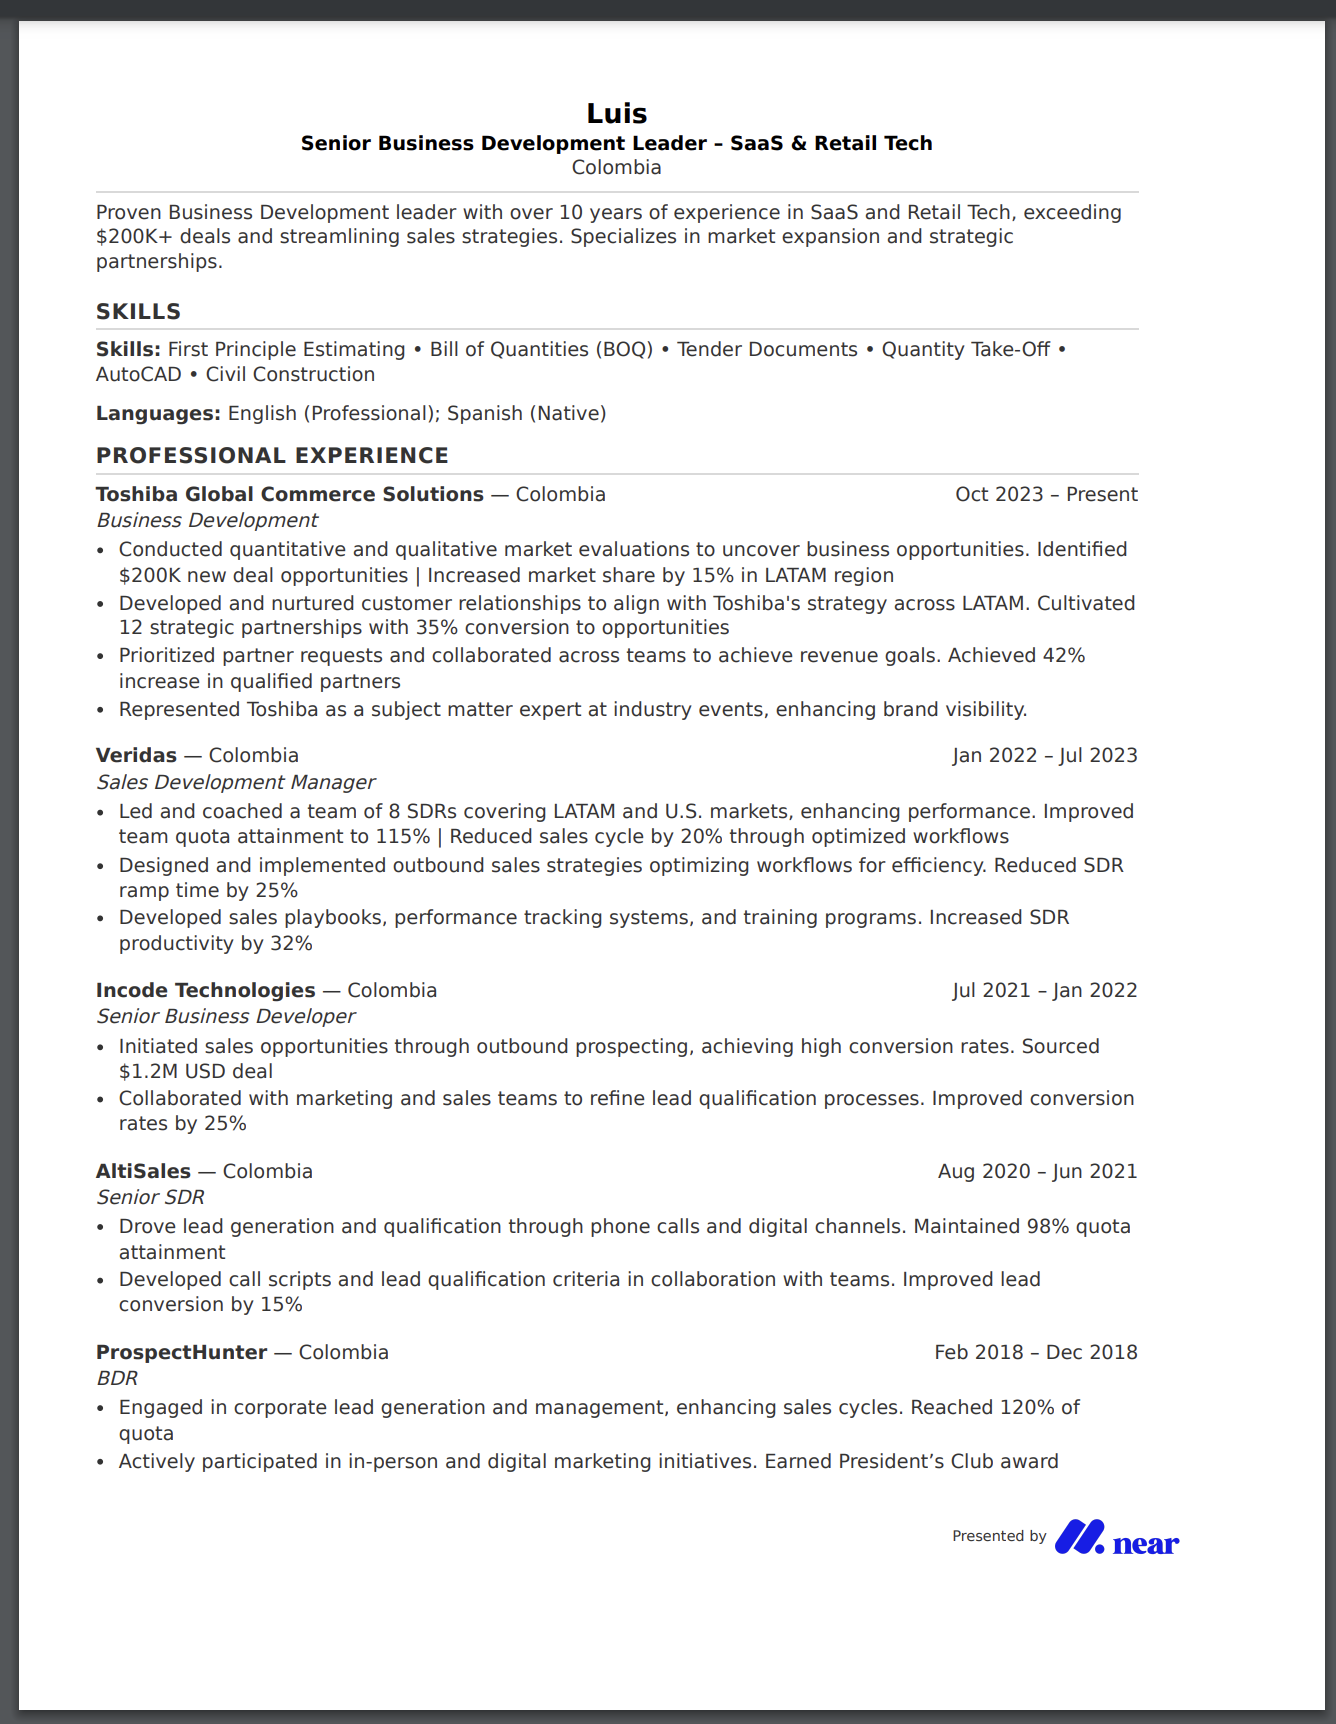 Luis
Senior Business Development Leader – SaaS & Retail Tech
Colombia
Proven Business Development leader with over 10 years of experience in SaaS and Retail Tech, exceeding
$200K+ deals and streamlining sales strategies. Specializes in market expansion and strategic
partnerships.
SKILLS
Skills: First Principle Estimating • Bill of Quantities (BOQ) • Tender Documents • Quantity Take-Off •
AutoCAD • Civil Construction
Languages: English (Professional); Spanish (Native)
PROFESSIONAL EXPERIENCE
Toshiba Global Commerce Solutions — Colombia Oct 2023 – Present
Business Development
• Conducted quantitative and qualitative market evaluations to uncover business opportunities. Identified
$200K new deal opportunities | Increased market share by 15% in LATAM region
• Developed and nurtured customer relationships to align with Toshiba's strategy across LATAM. Cultivated
12 strategic partnerships with 35% conversion to opportunities
• Prioritized partner requests and collaborated across teams to achieve revenue goals. Achieved 42%
increase in qualified partners
• Represented Toshiba as a subject matter expert at industry events, enhancing brand visibility.
Veridas — Colombia Jan 2022 – Jul 2023
Sales Development Manager
• Led and coached a team of 8 SDRs covering LATAM and U.S. markets, enhancing performance. Improved
team quota attainment to 115% | Reduced sales cycle by 20% through optimized workflows
• Designed and implemented outbound sales strategies optimizing workflows for efficiency. Reduced SDR
ramp time by 25%
• Developed sales playbooks, performance tracking systems, and training programs. Increased SDR
productivity by 32%
Incode Technologies — Colombia Jul 2021 – Jan 2022
Senior Business Developer
• Initiated sales opportunities through outbound prospecting, achieving high conversion rates. Sourced
$1.2M USD deal
• Collaborated with marketing and sales teams to refine lead qualification processes. Improved conversion
rates by 25%
AltiSales — Colombia Aug 2020 – Jun 2021
Senior SDR
• Drove lead generation and qualification through phone calls and digital channels. Maintained 98% quota
attainment
• Developed call scripts and lead qualification criteria in collaboration with teams. Improved lead
conversion by 15%
ProspectHunter — Colombia Feb 2018 – Dec 2018
BDR
• Engaged in corporate lead generation and management, enhancing sales cycles. Reached 120% of
quota
• Actively participated in in-person and digital marketing initiatives. Earned President’s Club award
Presented by near